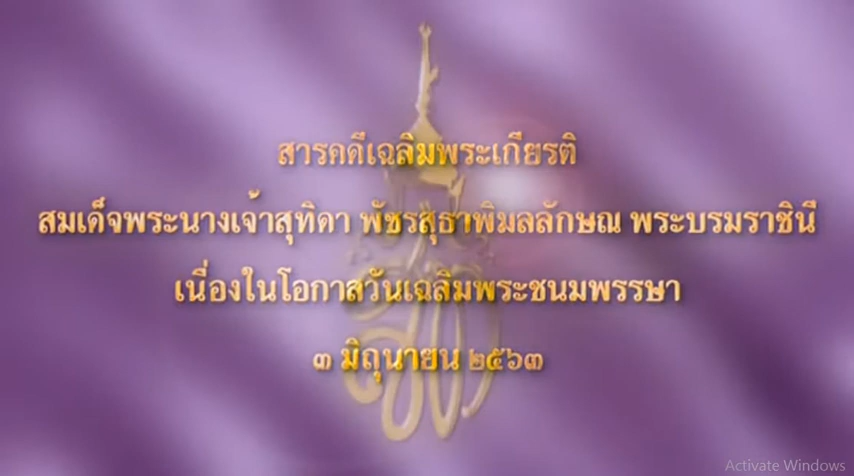 สารคดีเฉลิมพระเกียรติ
สมเด็จพระนางเจ้าสุทิดา พัชรสุธาพิมลลักษณ พระบรมราชินี
เนื่องในโอกาสวันเฉลิมพระชนมพรรษา
๓ มิถุนายน ๒๕๖๓
Activate Windows